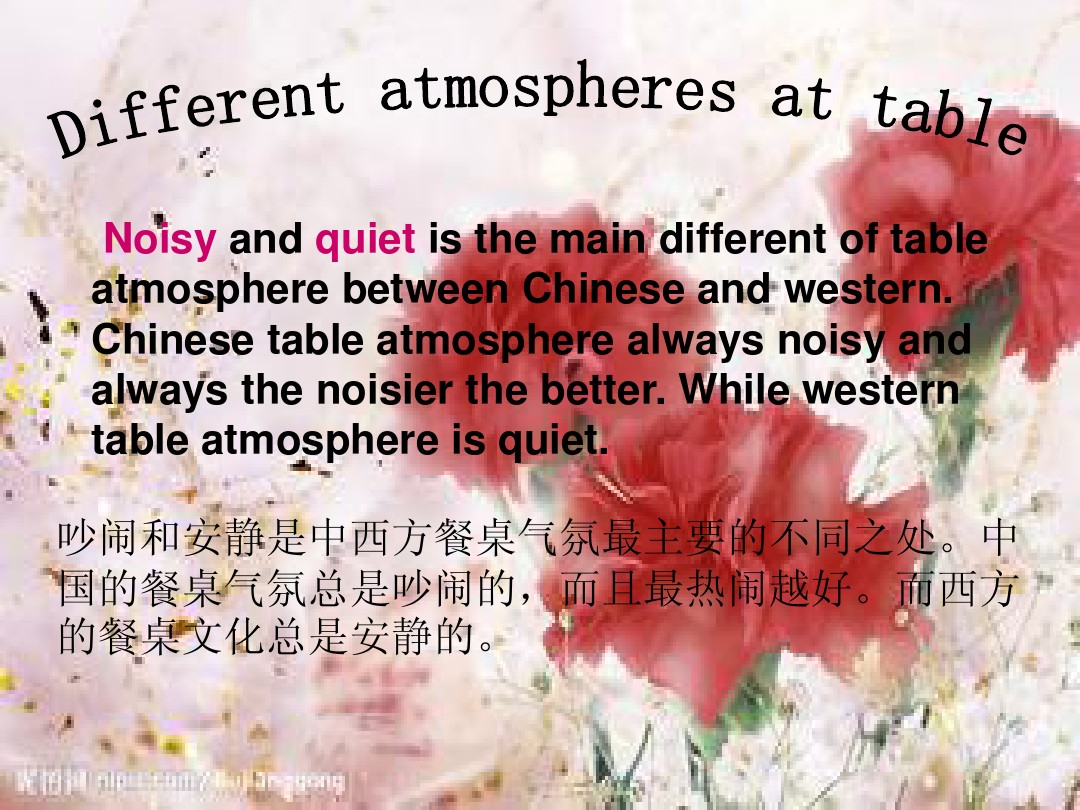 Different atmospheres at table
Noisy and quiet is the main different of table
atmosphere between Chinese and western.
Chinese table atmosphere always noisy and
always the noisier the better. While western
table atmosphere is quiet.
吵闹和安静是中西方餐桌气氛最主要的不同之处。中
国的餐桌气氛总是吵闹的，而且最热闹越好。而西方
的餐桌文化总是安静的。